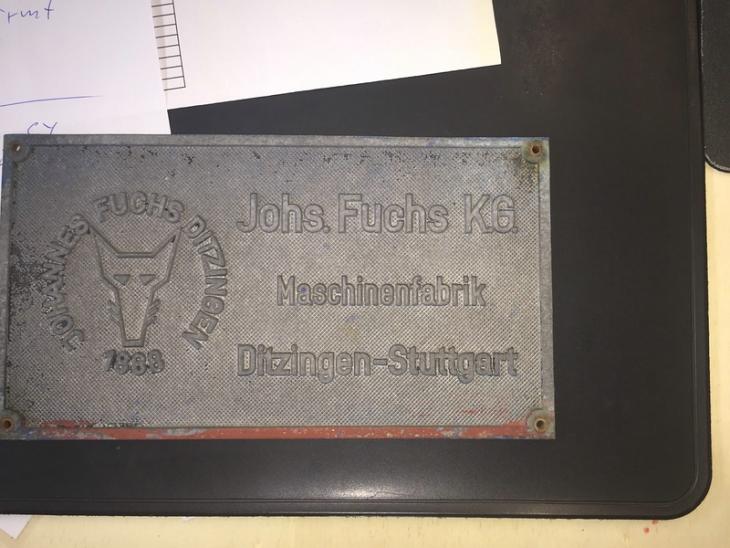 JOHANNES FUCHS DITZINGEN
1888
Johs. Fuchs KG.
Maschinenfabrik
Ditzingen-Stuttgart